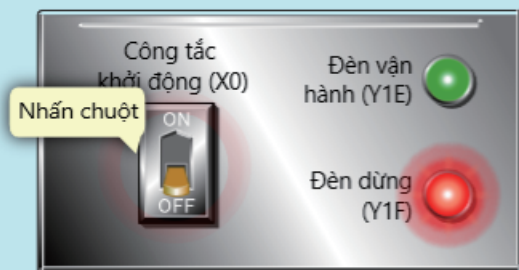 Công tắc
khởi động (X0)
Nhấn chuột
ON
OFF
Đèn vận
hành (Y1E)
Đèn dừng
(Y1F)